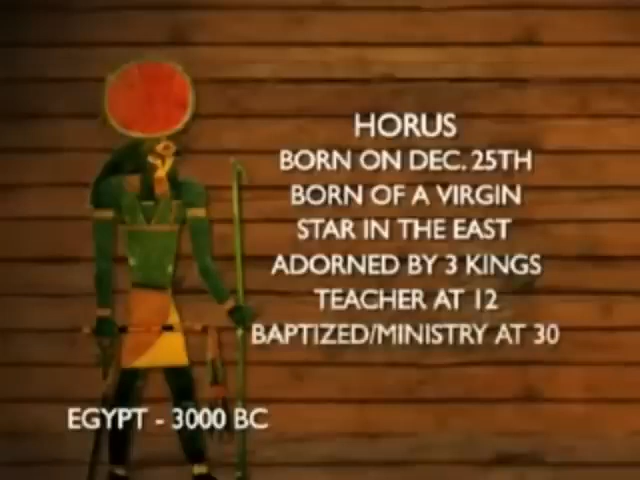 HORUS
BORN ON DEC. 25TH
BORN OF A VIRGIN
STAR IN THE EAST
ADORNED BY 3 KINGS
TEACHER AT 12
BAPTIZED/MINISTRY AT 30
EGYPT - 3000 BC